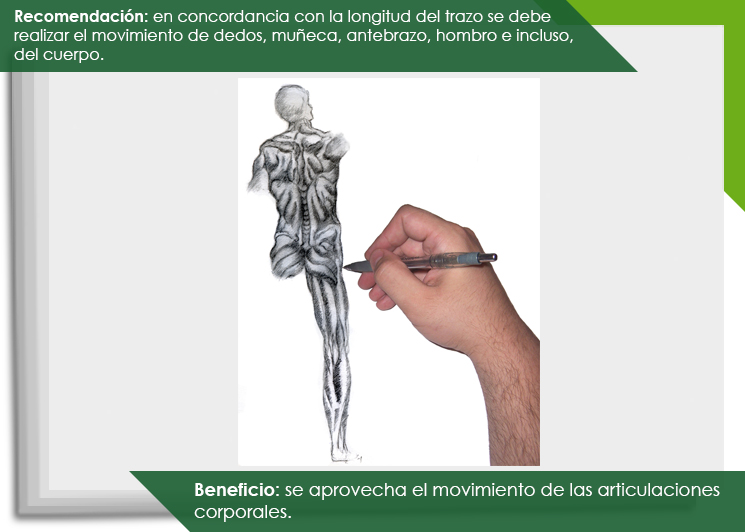 Recomendación: en concordancia con la longitud del trazo se debe
realizar el movimiento de dedos, muñeca, antebrazo, hombro e incluso,
del cuerpo.
Beneficio: se aprovecha el movimiento de las articulaciones
corporales.